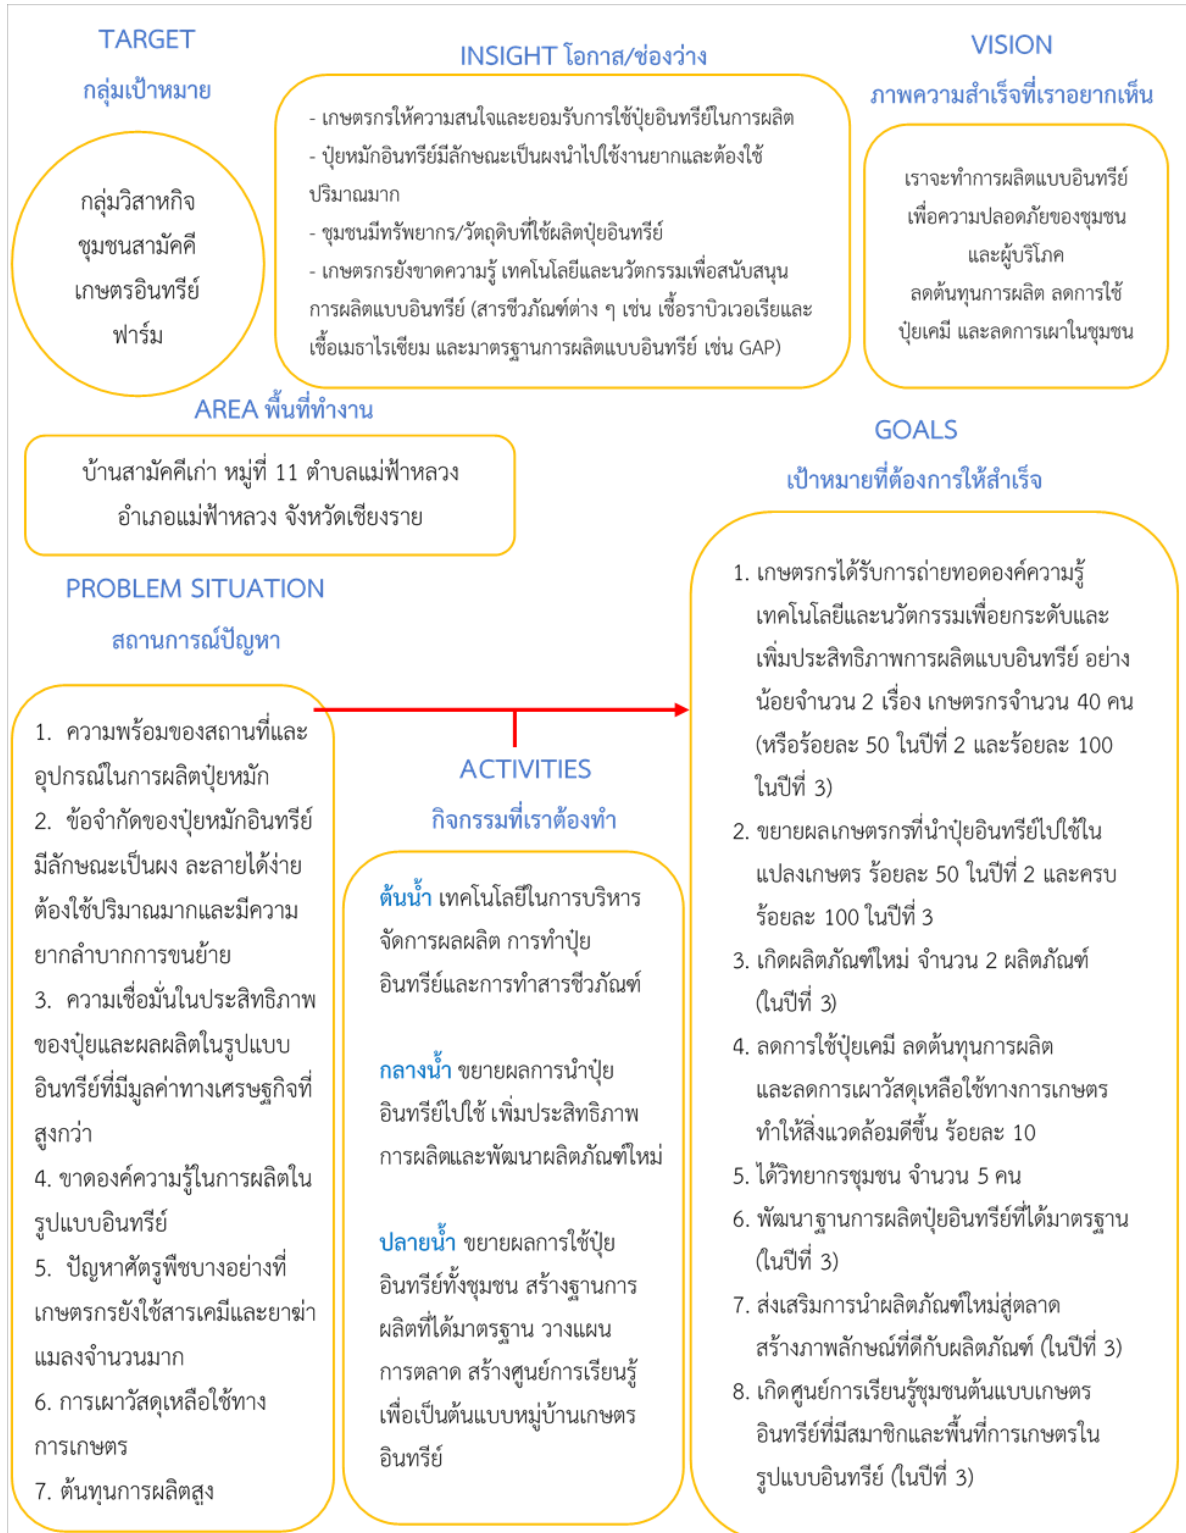 TARGET
กลุ่มเป้าหมาย
กลุ่มวิสาหกิจ
ชุมชนสามัคคี
เกษตรอินทรีย์
ฟาร์ม
INSIGHT โอกาส/ช่องว่าง
- เกษตรกรให้ความสนใจและยอมรับการใช้ปุ๋ยอินทรีย์ในการผลิต
- ปุ๋ยหมักอินทรีย์มีลักษณะเป็นผงนำไปใช้งานยากและต้องใช้
ปริมาณมาก
- ชุมชนมีทรัพยากร/วัตถุดิบที่ใช้ผลิตปุ๋ยอินทรีย์
- เกษตรกรยังขาดความรู้ เทคโนโลยีและนวัตกรรมเพื่อสนับสนุน
การผลิตแบบอินทรีย์ (สารชีวภัณฑ์ต่าง ๆ เช่น เชื้อราบิวเวอเรียและ
เชื้อเมธาไรเซียม และมาตรฐานการผลิตแบบอินทรีย์ เช่น GAP)
VISION
ภาพความสำเร็จที่เราอยากเห็น
เราจะทำการผลิตแบบอินทรีย์
เพื่อความปลอดภัยของชุมชน
และผู้บริโภค
ลดต้นทุนการผลิต ลดการใช้
ปุ๋ยเคมี และลดการเผาในชุมชน
AREA พื้นที่ทำงาน
บ้านสามัคคีเก่า หมู่ที่ 11 ตำบลแม่ฟ้าหลวง
อำเภอแม่ฟ้าหลวง จังหวัดเชียงราย
PROBLEM SITUATION
สถานการณ์ปัญหา
1. ความพร้อมของสถานที่และ
อุปกรณ์ในการผลิตปุ๋ยหมัก
2. ข้อจำกัดของปุ๋ยหมักอินทรีย์
มีลักษณะเป็นผง ละลายได้ง่าย
ต้องใช้ปริมาณมากและมีความ
ยากลำบากการขนย้าย
3. ความเชื่อมั่นในประสิทธิภาพ
ของปุ๋ยและผลผลิตในรูปแบบ
อินทรีย์ที่มีมูลค่าทางเศรษฐกิจที่
สูงกว่า
4. ขาดองค์ความรู้ในการผลิตใน
รูปแบบอินทรีย์
5. ปัญหาศัตรูพืชบางอย่างที่
เกษตรกรยังใช้สารเคมีและยาฆ่า
แมลงจำนวนมาก
6. การเผาวัสดุเหลือใช้ทาง
การเกษตร
7. ต้นทุนการผลิตสูง
ACTIVITIES
กิจกรรมที่เราต้องทำ
ต้นน้ำ เทคโนโลยีในการบริหาร
จัดการผลผลิต การทำปุ๋ย
อินทรีย์และการทำสารชีวภัณฑ์
กลางน้ำ ขยายผลการนำปุ๋ย
อินทรีย์ไปใช้ เพิ่มประสิทธิภาพ
การผลิตและพัฒนาผลิตภัณฑ์ใหม่
ปลายน้ำ ขยายผลการใช้ปุ๋ย
อินทรีย์ทั้งชุมชน สร้างฐานการ
ผลิตที่ได้มาตรฐาน วางแผน
การตลาด สร้างศูนย์การเรียนรู้
เพื่อเป็นต้นแบบหมู่บ้านเกษตร
อินทรีย์
GOALS
เป้าหมายที่ต้องการให้สำเร็จ
1. เกษตรกรได้รับการถ่ายทอดองค์ความรู้
เทคโนโลยีและนวัตกรรมเพื่อยกระดับและ
เพิ่มประสิทธิภาพการผลิตแบบอินทรีย์ อย่าง
น้อยจำนวน 2 เรื่อง เกษตรกรจำนวน 40 คน
(หรือร้อยละ 50 ในปีที่ 2 และร้อยละ 100
ในปีที่ 3)
2. ขยายผลเกษตรกรที่นำปุ๋ยอินทรีย์ไปใช้ใน
แปลงเกษตร ร้อยละ 50 ในปีที่ 2 และครบ
ร้อยละ 100 ในปีที่ 3
3. เกิดผลิตภัณฑ์ใหม่ จำนวน 2 ผลิตภัณฑ์
(ในปีที่ 3)
4. ลดการใช้ปุ๋ยเคมี ลดต้นทุนการผลิต
และลดการเผาวัสดุเหลือใช้ทางการเกษตร
ทำให้สิ่งแวดล้อมดีขึ้น ร้อยละ 10
5. ได้วิทยากรชุมชน จำนวน 5 คน
6. พัฒนาฐานการผลิตปุ๋ยอินทรีย์ที่ได้มาตรฐาน
(ในปีที่ 3)
7. ส่งเสริมการนำผลิตภัณฑ์ใหม่สู่ตลาด
สร้างภาพลักษณ์ที่ดีกับผลิตภัณฑ์ (ในปีที่ 3)
8. เกิดศูนย์การเรียนรู้ชุมชนต้นแบบเกษตร
อินทรีย์ที่มีสมาชิกและพื้นที่การเกษตรใน
รูปแบบอินทรีย์ (ในปีที่ 3)